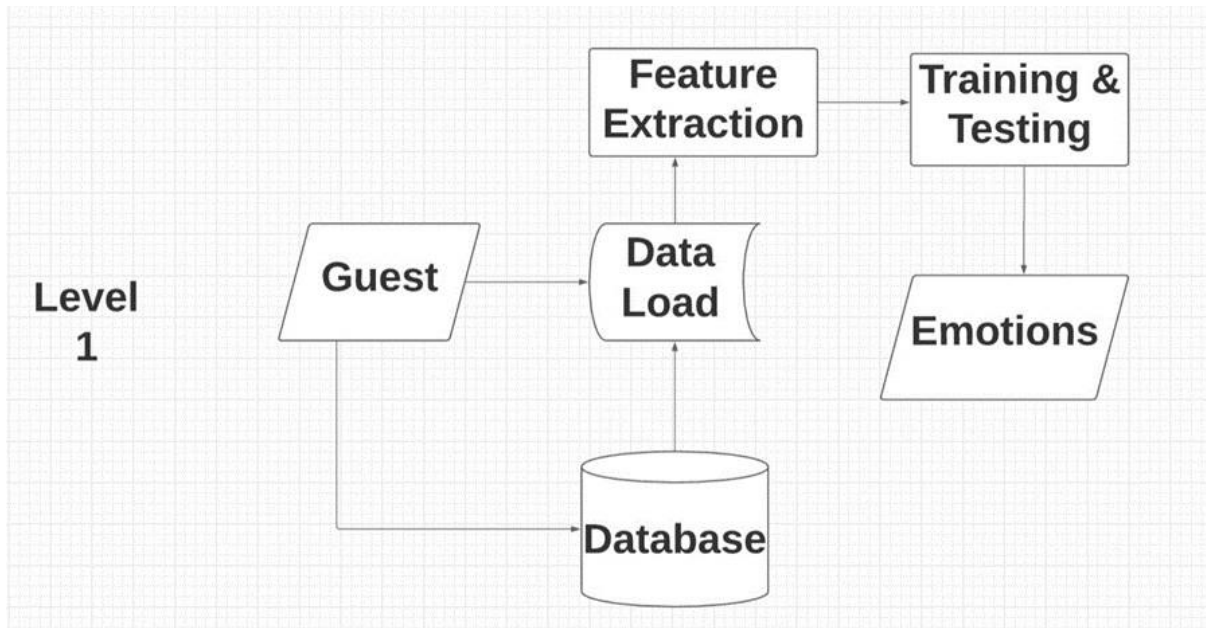 Feature
Extraction
Training &
Testing
Guest
Data
Load
Level
1
Emotions
Database